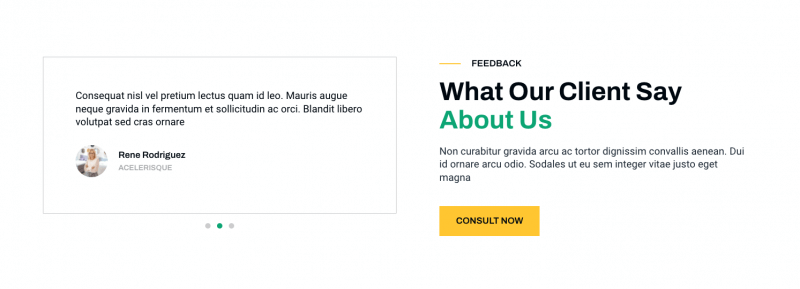 Consequat nisl vel pretium lectus quam id leo. Mauris augue
neque gravida in fermentum et sollicitudin ac orci. Blandit libero
volutpat sed cras ornare
Rene Rodriguez
ACELERISQUE
FEEDBACK
What Our Client Say
About Us
Non curabitur gravida arcu ac tortor dignissim convallis aenean. Dui
id ornare arcu odio. Sodales ut eu sem integer vitae justo eget
magna
CONSULT NOW